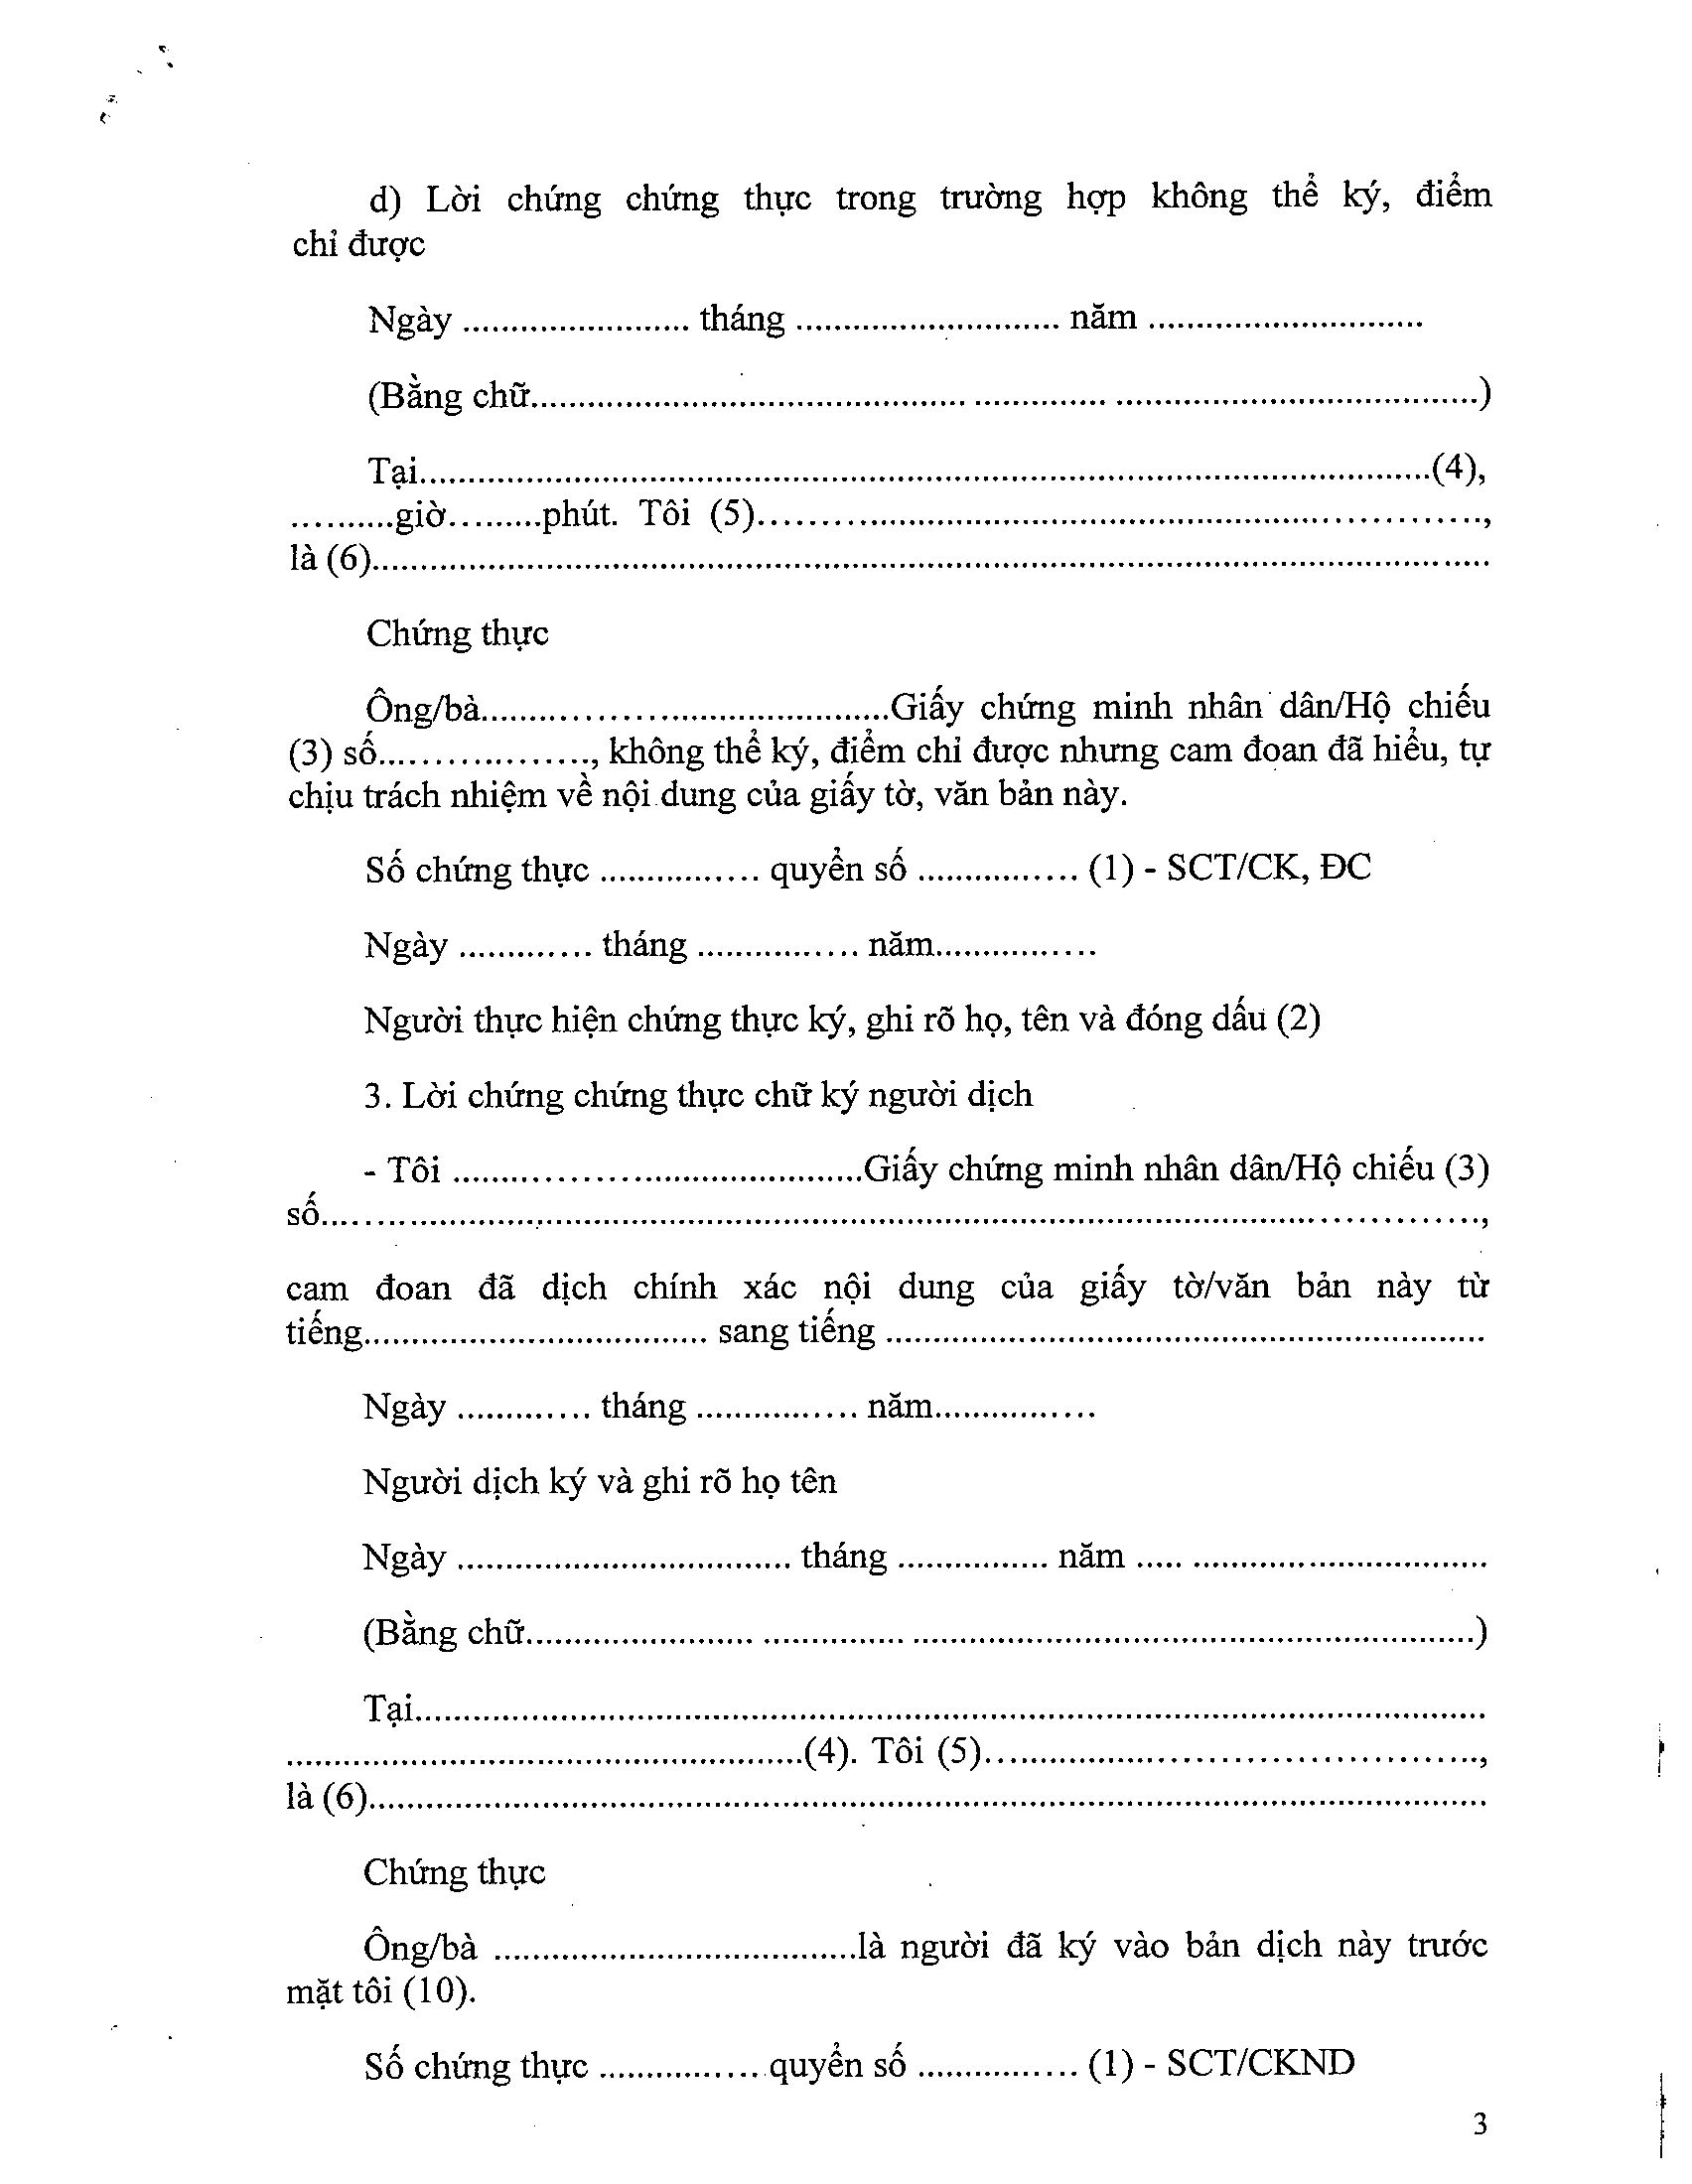 d) Lời chứng chứng thực trong trường hợp không thể ký, điểm
chỉ được
Ngày ........................ tháng ........................... năm ............................
(Bằng chữ............................................ .............. .....................................)
Tại........................................................................................................(4),
...........giờ..........phút. Tôi (5)..........................................................................,
là (6)...................................................................................................................
Chứng thực
Ông/bà..........................................Giấy chứng minh nhân dân/Hộ chiếu
(3) số......................, không thể ký, điểm chỉ được nhưng cam đoan đã hiểu, tự
chịu trách nhiệm về nội dung của giấy tờ, văn bản này.
Số chứng thực ................ quyển số ................ (1) - SCT/CK, ĐC
Ngày .............. tháng ................. năm.................
Người thực hiện chứng thực ký, ghi rõ họ, tên và đóng dấu (2)
3. Lời chứng chứng thực chữ ký người dịch
- Tôi ..........................................Giấy chứng minh nhân dân/Hộ chiếu (3)
số......................................................................................................................,
cam đoan đã dịch chính xác nội dung của giấy tờ/văn bản này từ
tiếng................................... sang tiếng .............................................................
Ngày .............. tháng ................. năm.................
Người dịch ký và ghi rõ họ tên
Ngày .................................. tháng ................ năm ..... ..............................
(Bằng chữ....................... .............. .........................................................)
Tại.............................................................................................................
.....................................................(4). Tôi (5)..................................................,
là (6)...................................................................................................................
Chứng thực
Ông/bà .....................................là người đã ký vào bản dịch này trước
mặt tôi (10).
Số chứng thực ................ quyển số ................ (1) - SCT/CKND
3